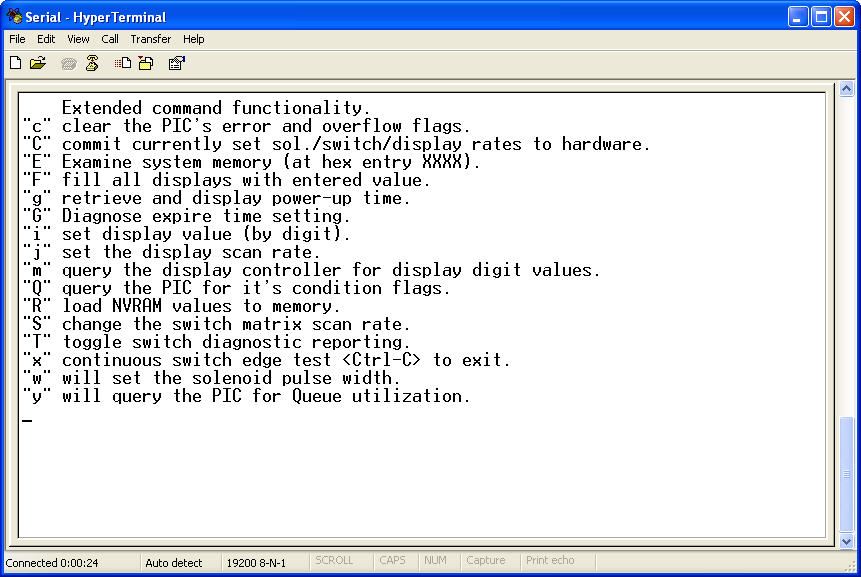 Serial - HyperTerminal
File Edit View Call Transfer Help
Extended command functionality.
"c" clear the PIC's error and overflow flags.
"C" commit currently set sol./switch/display rates to hardware.
"E" Examine system memory (at hex entry XXXX).
"F" fill all displays with entered value.
"g" retrieve and display power-up time.
"G" Diagnose expire time setting.
"i" set display value (by digit).
"j" set the display scan rate.
"m" query the display controller for display digit values.
"Q" query the PIC for it's condition flags.
"R" load NVRAM values to memory.
"S" change the switch matrix scan rate.
"T" toggle switch diagnostic reporting.
"x" continuous switch edge test <Ctrl-C> to exit.
"w" will set the solenoid pulse width.
"y" will query the PIC for Queue utilization.
_
Connected 0:00:24 Auto detect 19200 8-N-1 SCROLL CAPS NUM Capture Print echo